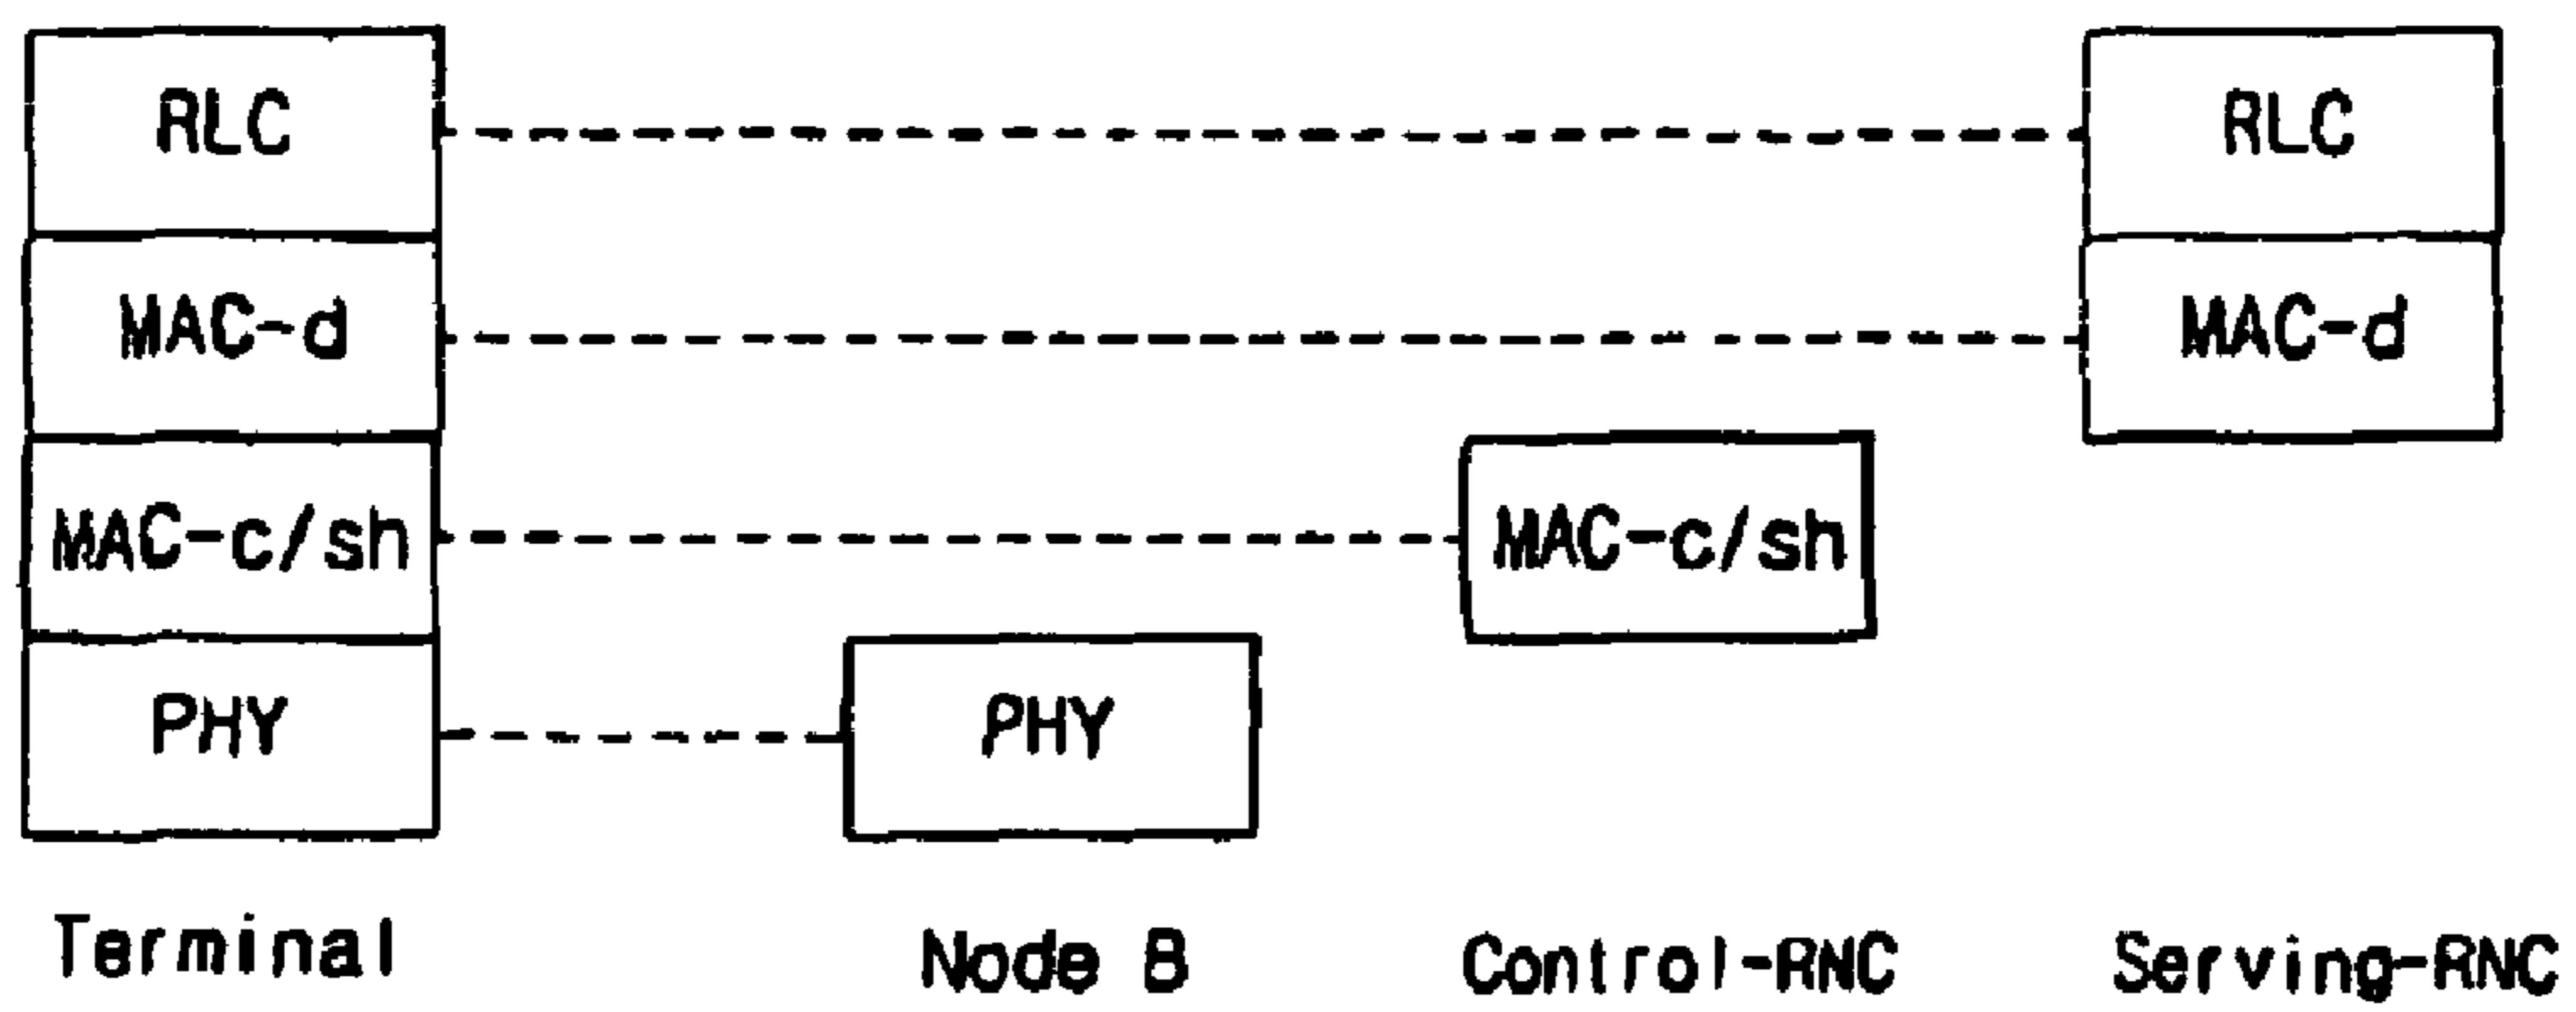 RLC RLC
MAC-d MAC-d
MAC-c/sh MAC-c/sh
PHY PHY
Terminal Node B Control-RNC Serving-RNC